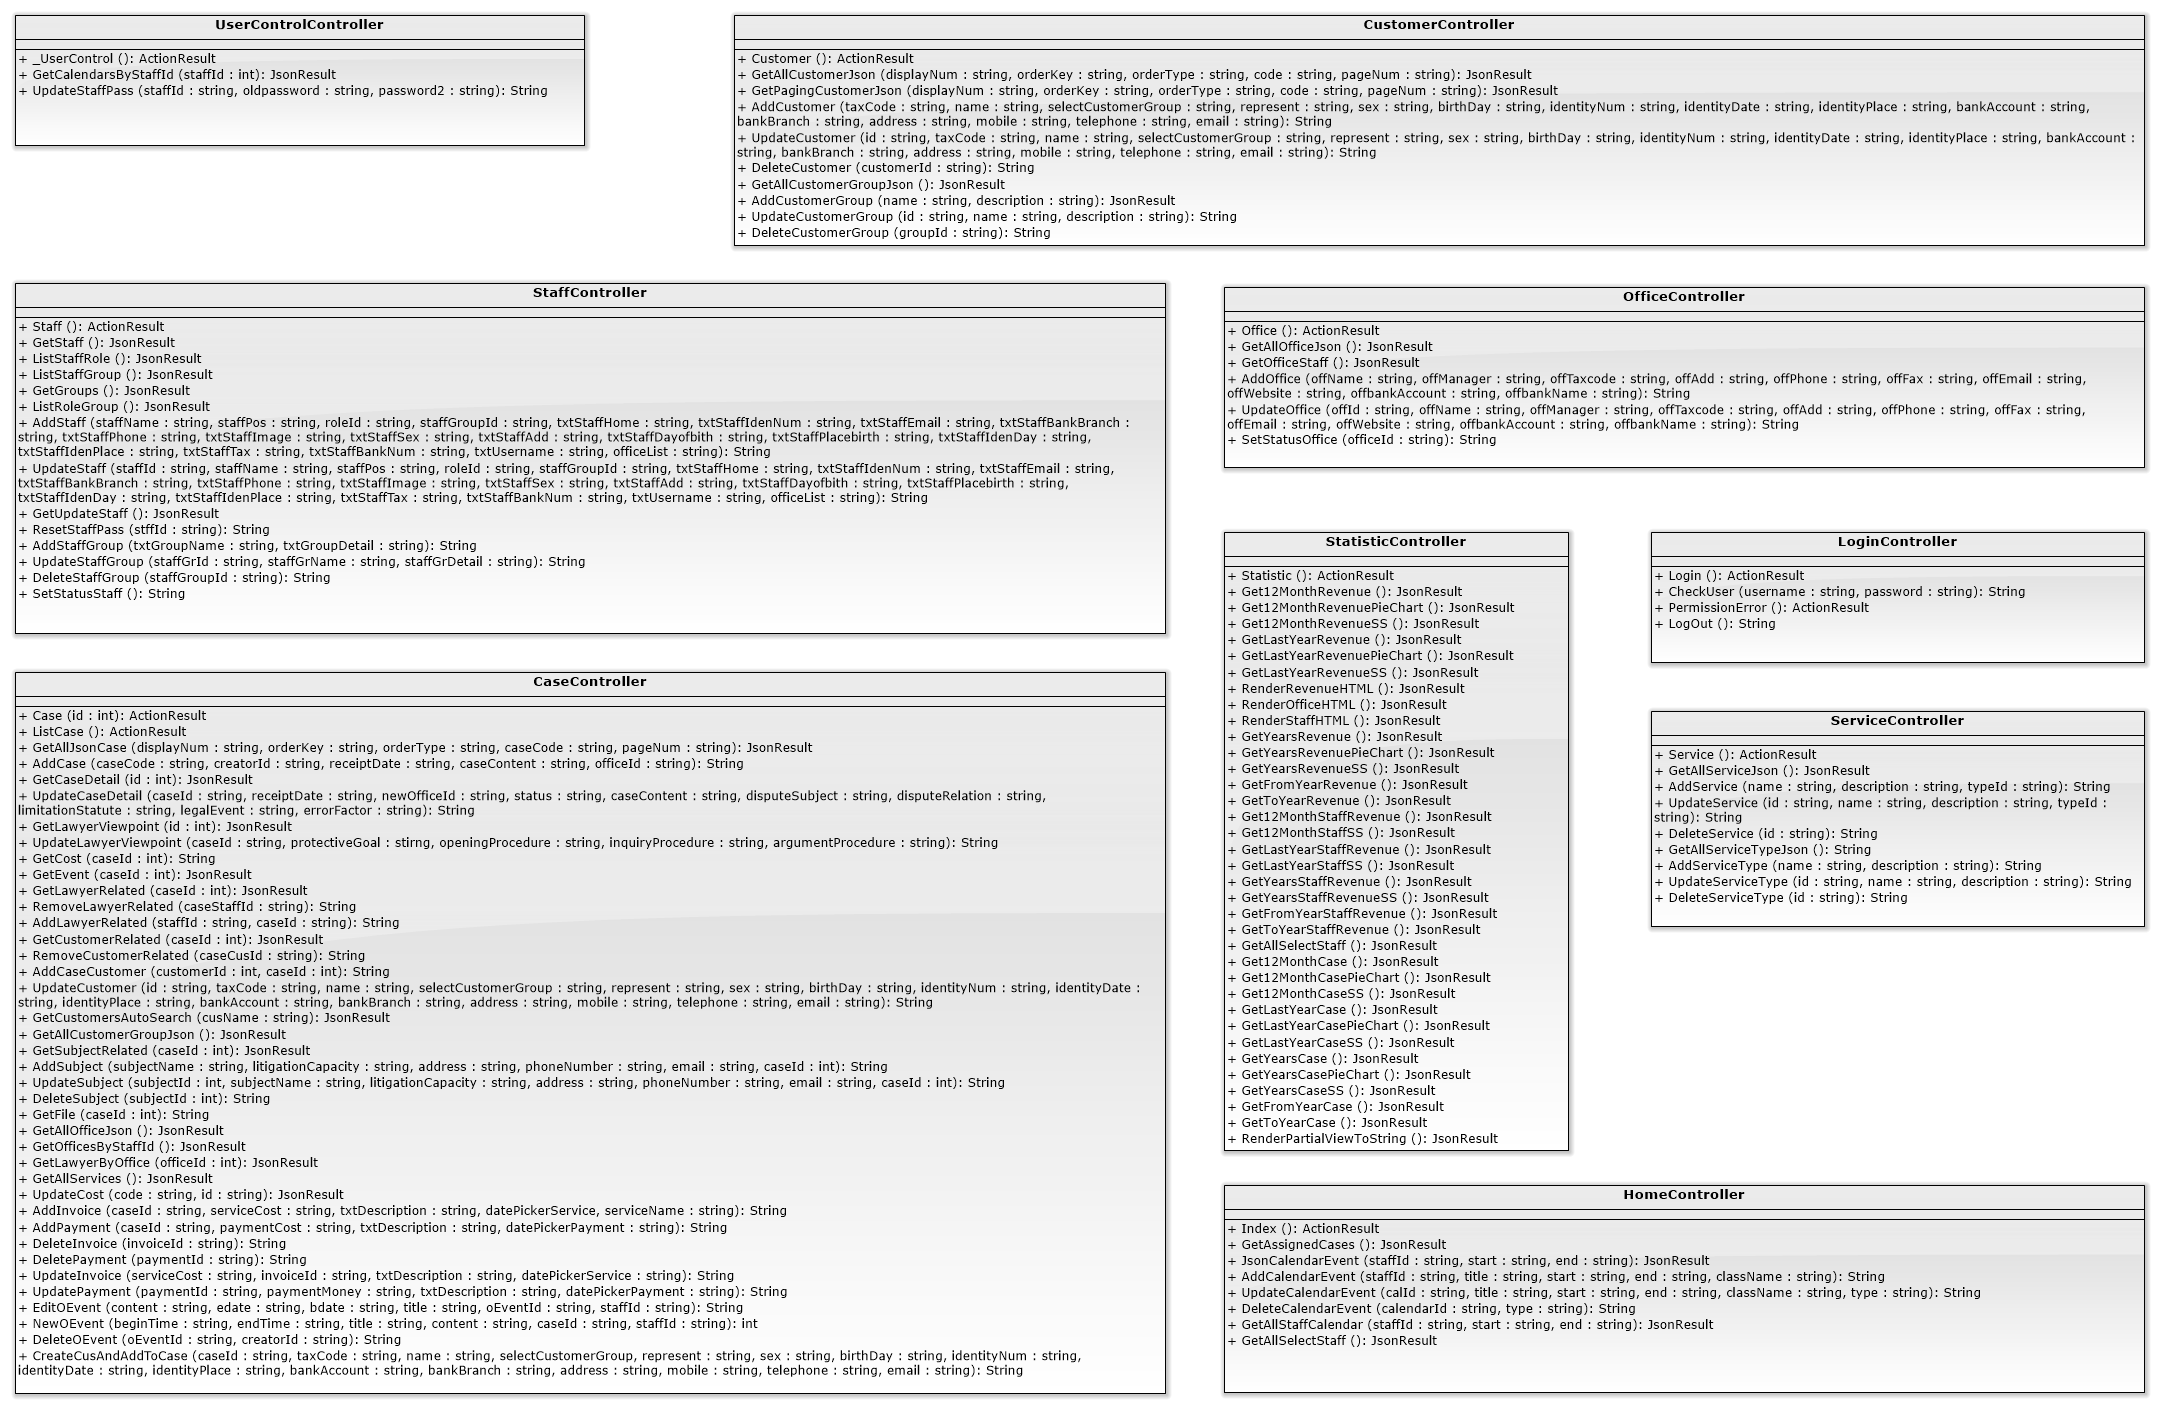 UserControlController
+ _UserControl (): ActionResult
+ GetCalendarsByStaffId (staffId : int): JsonResult
+ UpdateStaffPass (staffId : string, oldpassword : string, password2 : string): String
CustomerController
+ Customer (): ActionResult
+ GetAllCustomerJson (displayNum : string, orderKey : string, orderType : string, code : string, pageNum : string): JsonResult
+ GetPagingCustomerJson (displayNum : string, orderKey : string, orderType : string, code : string, pageNum : string): JsonResult
+ AddCustomer (taxCode : string, name : string, selectCustomerGroup : string, represent : string, sex : string, birthDay : string, identityNum : string, identityDate : string, identityPlace : string, bankAccount : string,
bankBranch : string, address : string, mobile : string, telephone : string, email : string): String
+ UpdateCustomer (id : string, taxCode : string, name : string, selectCustomerGroup : string, represent : string, sex : string, birthDay : string, identityNum : string, identityDate : string, identityPlace : string, bankAccount :
string, bankBranch : string, address : string, mobile : string, telephone : string, email : string): String
+ DeleteCustomer (customerId : string): String
+ GetAllCustomerGroupJson (): JsonResult
+ AddCustomerGroup (name : string, description : string): JsonResult
+ UpdateCustomerGroup (id : string, name : string, description : string): String
+ DeleteCustomerGroup (groupId : string): String
StaffController
+ Staff (): ActionResult
+ GetStaff (): JsonResult
+ ListStaffRole (): JsonResult
+ ListStaffGroup (): JsonResult
+ GetGroups (): JsonResult
+ ListRoleGroup (): JsonResult
+ AddStaff (staffName : string, staffPos : string, roleId : string, staffGroupId : string, txtStaffHome : string, txtStaffIdenNum : string, txtStaffEmail : string, txtStaffBankBranch :
string, txtStaffPhone : string, txtStaffImage : string, txtStaffSex : string, txtStaffAdd : string, txtStaffDayofbith : string, txtStaffPlacebirth : string, txtStaffIdenDay : string,
txtStaffIdenPlace : string, txtStaffTax : string, txtStaffBankNum : string, txtUsername : string, officeList : string): String
+ UpdateStaff (staffId : string, staffName : string, staffPos : string, roleId : string, staffGroupId : string, txtStaffHome : string, txtStaffIdenNum : string, txtStaffEmail : string,
txtStaffBankBranch : string, txtStaffPhone : string, txtStaffImage : string, txtStaffSex : string, txtStaffAdd : string, txtStaffDayofbith : string, txtStaffPlacebirth : string,
txtStaffIdenDay : string, txtStaffIdenPlace : string, txtStaffTax : string, txtStaffBankNum : string, txtUsername : string, officeList : string): String
+ GetUpdateStaff (): JsonResult
+ ResetStaffPass (stffId : string): String
+ AddStaffGroup (txtGroupName : string, txtGroupDetail : string): String
+ UpdateStaffGroup (staffGrId : string, staffGrName : string, staffGrDetail : string): String
+ DeleteStaffGroup (staffGroupId : string): String
+ SetStatusStaff (): String
OfficeController
+ Office (): ActionResult
+ GetAllOfficeJson (): JsonResult
+ GetOfficeStaff (): JsonResult
+ AddOffice (offName : string, offManager : string, offTaxcode : string, offAdd : string, offPhone : string, offFax : string, offEmail : string,
offWebsite : string, offbankAccount : string, offbankName : string): String
+ UpdateOffice (offId : string, offName : string, offManager : string, offTaxcode : string, offAdd : string, offPhone : string, offFax : string,
offEmail : string, offWebsite : string, offbankAccount : string, offbankName : string): String
+ SetStatusOffice (officeId : string): String
StatisticController
+ Statistic (): ActionResult
+ Get12MonthRevenue (): JsonResult
+ Get12MonthRevenuePieChart (): JsonResult
+ Get12MonthRevenueSS (): JsonResult
+ GetLastYearRevenue (): JsonResult
+ GetLastYearRevenuePieChart (): JsonResult
+ GetLastYearRevenueSS (): JsonResult
+ RenderRevenueHTML (): JsonResult
+ RenderOfficeHTML (): JsonResult
+ RenderStaffHTML (): JsonResult
+ GetYearsRevenue (): JsonResult
+ GetYearsRevenuePieChart (): JsonResult
+ GetYearsRevenueSS (): JsonResult
+ GetFromYearRevenue (): JsonResult
+ GetToYearRevenue (): JsonResult
+ Get12MonthStaffRevenue (): JsonResult
+ Get12MonthStaffSS (): JsonResult
+ GetLastYearStaffRevenue (): JsonResult
+ GetLastYearStaffSS (): JsonResult
+ GetYearsStaffRevenue (): JsonResult
+ GetYearsStaffRevenueSS (): JsonResult
+ GetFromYearStaffRevenue (): JsonResult
+ GetToYearStaffRevenue (): JsonResult
+ GetAllSelectStaff (): JsonResult
+ Get12MonthCase (): JsonResult
+ Get12MonthCasePieChart (): JsonResult
+ Get12MonthCaseSS (): JsonResult
+ GetLastYearCase (): JsonResult
+ GetLastYearCasePieChart (): JsonResult
+ GetLastYearCaseSS (): JsonResult
+ GetYearsCase (): JsonResult
+ GetYearsCasePieChart (): JsonResult
+ GetYearsCaseSS (): JsonResult
+ GetFromYearCase (): JsonResult
+ GetToYearCase (): JsonResult
+ RenderPartialViewToString (): JsonResult
LoginController
+ Login (): ActionResult
+ CheckUser (username : string, password : string): String
+ PermissionError (): ActionResult
+ LogOut (): String
CaseController
+ Case (id : int): ActionResult
+ ListCase (): ActionResult
+ GetAllJsonCase (displayNum : string, orderKey : string, orderType : string, caseCode : string, pageNum : string): JsonResult
+ AddCase (caseCode : string, creatorId : string, receiptDate : string, caseContent : string, officeId : string): String
+ GetCaseDetail (id : int): JsonResult
+ UpdateCaseDetail (caseId : string, receiptDate : string, newOfficeId : string, status : string, caseContent : string, disputeSubject : string, disputeRelation : string,
limitationStatute : string, legalEvent : string, errorFactor : string): String
+ GetLawyerViewpoint (id : int): JsonResult
+ UpdateLawyerViewpoint (caseId : string, protectiveGoal : stirng, openingProcedure : string, inquiryProcedure : string, argumentProcedure : string): String
+ GetCost (caseId : int): String
+ GetEvent (caseId : int): JsonResult
+ GetLawyerRelated (caseId : int): JsonResult
+ RemoveLawyerRelated (caseStaffId : string): String
+ AddLawyerRelated (staffId : string, caseId : string): String
+ GetCustomerRelated (caseId : int): JsonResult
+ RemoveCustomerRelated (caseCusId : string): String
+ AddCaseCustomer (customerId : int, caseId : int): String
+ UpdateCustomer (id : string, taxCode : string, name : string, selectCustomerGroup : string, represent : string, sex : string, birthDay : string, identityNum : string, identityDate :
string, identityPlace : string, bankAccount : string, bankBranch : string, address : string, mobile : string, telephone : string, email : string): String
+ GetCustomersAutoSearch (cusName : string): JsonResult
+ GetAllCustomerGroupJson (): JsonResult
+ GetSubjectRelated (caseId : int): JsonResult
+ AddSubject (subjectName : string, litigationCapacity : string, address : string, phoneNumber : string, email : string, caseId : int): String
+ UpdateSubject (subjectId : int, subjectName : string, litigationCapacity : string, address : string, phoneNumber : string, email : string, caseId : int): String
+ DeleteSubject (subjectId : int): String
+ GetFile (caseId : int): String
+ GetAllOfficeJson (): JsonResult
+ GetOfficesByStaffId (): JsonResult
+ GetLawyerByOffice (officeId : int): JsonResult
+ GetAllServices (): JsonResult
+ UpdateCost (code : string, id : string): JsonResult
+ AddInvoice (caseId : string, serviceCost : string, txtDescription : string, datePickerService, serviceName : string): String
+ AddPayment (caseId : string, paymentCost : string, txtDescription : string, datePickerPayment : string): String
+ DeleteInvoice (invoiceId : string): String
+ DeletePayment (paymentId : string): String
+ UpdateInvoice (serviceCost : string, invoiceId : string, txtDescription : string, datePickerService : string): String
+ UpdatePayment (paymentId : string, paymentMoney : string, txtDescription : string, datePickerPayment : string): String
+ EditOEvent (content : string, edate : string, bdate : string, title : string, oEventId : string, staffId : string): String
+ NewOEvent (beginTime : string, endTime : string, title : string, content : string, caseId : string, staffId : string): int
+ DeleteOEvent (oEventId : string, creatorId : string): String
+ CreateCusAndAddToCase (caseId : string, taxCode : string, name : string, selectCustomerGroup, represent : string, sex : string, birthDay : string, identityNum : string,
identityDate : string, identityPlace : string, bankAccount : string, bankBranch : string, address : string, mobile : string, telephone : string, email : string): String
ServiceController
+ Service (): ActionResult
+ GetAllServiceJson (): JsonResult
+ AddService (name : string, description : string, typeId : string): String
+ UpdateService (id : string, name : string, description : string, typeId :
string): String
+ DeleteService (id : string): String
+ GetAllServiceTypeJson (): String
+ AddServiceType (name : string, description : string): String
+ UpdateServiceType (id : string, name : string, description : string): String
+ DeleteServiceType (id : string): String
HomeController
+ Index (): ActionResult
+ GetAssignedCases (): JsonResult
+ JsonCalendarEvent (staffId : string, start : string, end : string): JsonResult
+ AddCalendarEvent (staffId : string, title : string, start : string, end : string, className : string): String
+ UpdateCalendarEvent (calId : string, title : string, start : string, end : string, className : string, type : string): String
+ DeleteCalendarEvent (calendarId : string, type : string): String
+ GetAllStaffCalendar (staffId : string, start : string, end : string): JsonResult
+ GetAllSelectStaff (): JsonResult